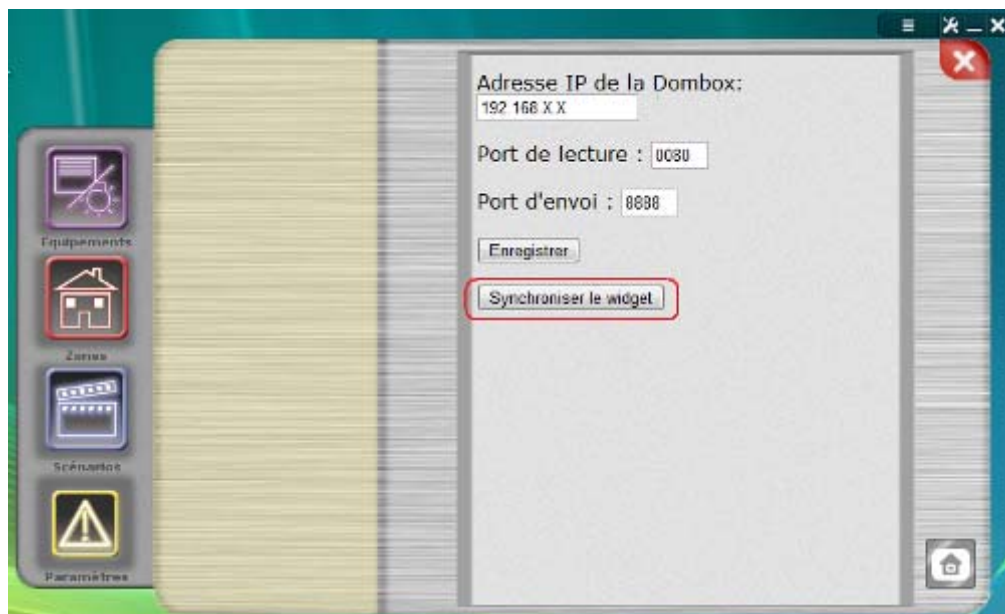 Adresse IP de la Dombox:
192 168 X X
Port de lecture : 8080
Port d'envoi : 8888
Enregistrer
Synchroniser le widget
Equipements
Zones
Scénarios
Paramètres